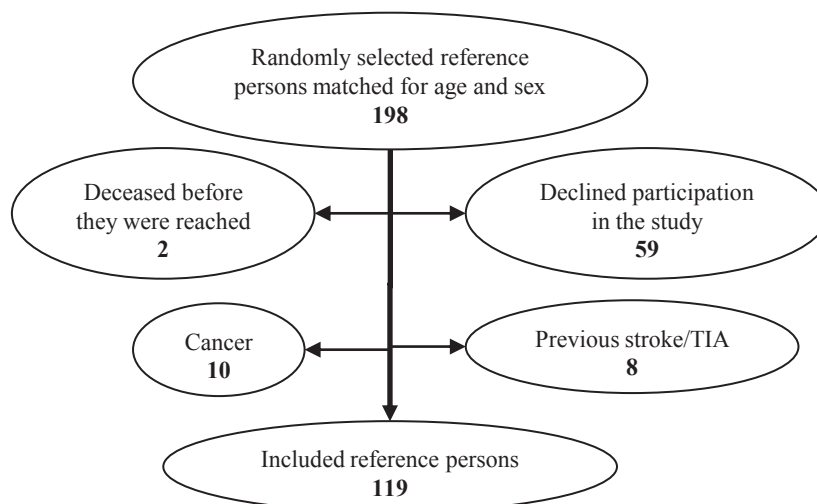 Randomly selected reference
persons matched for age and sex
198
Deceased before
they were reached
2
Declined participation
in the study
59
Cancer
10
Previous stroke/TIA
8
Included reference persons
119